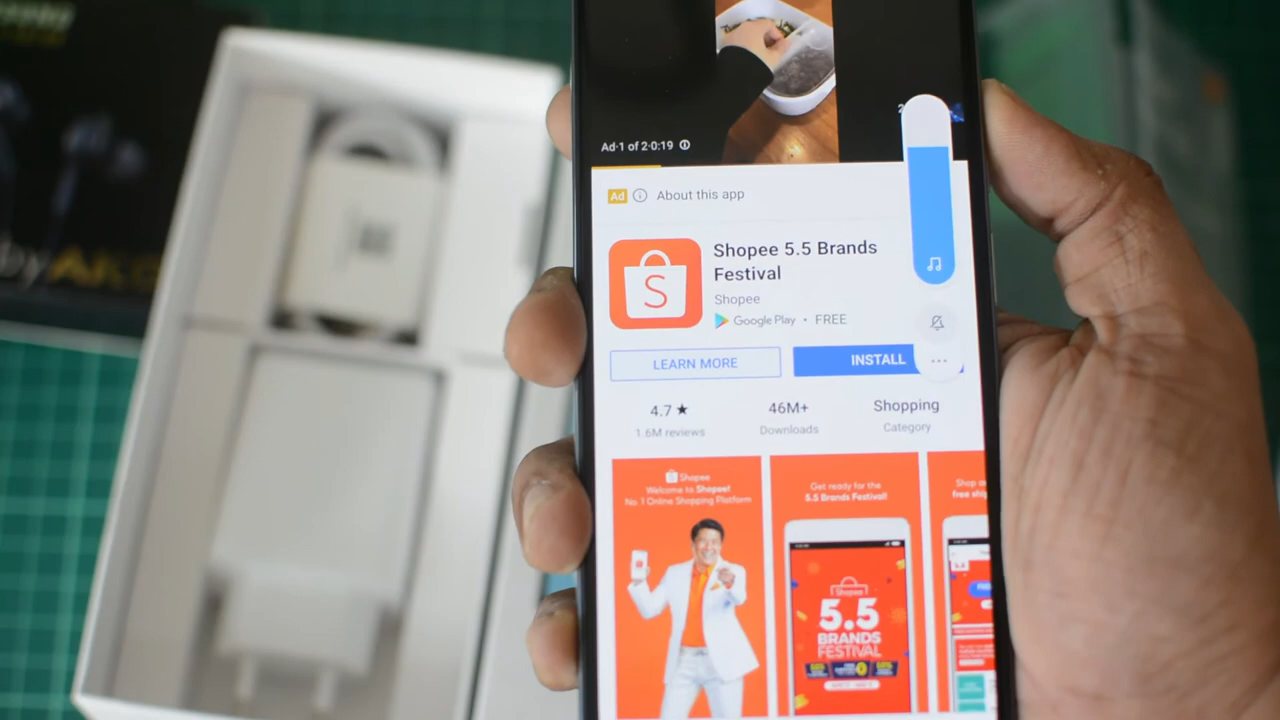 Ad·1 of 2·0:19
Ad
About this app
Shopee 5.5 Brands
Festival
Shopee
Google Play • FREE
LEARN MORE
INSTALL
4.7 ★
1.6M reviews
46M+
Downloads
Shopping
Category
Shopee
Welcome to Shopee!
No. 1 Online Shopping Platform
Get ready for the
5.5 Brands Festival!
Shopee
5.5
BRANDS
FESTIVAL
Shop
free
by